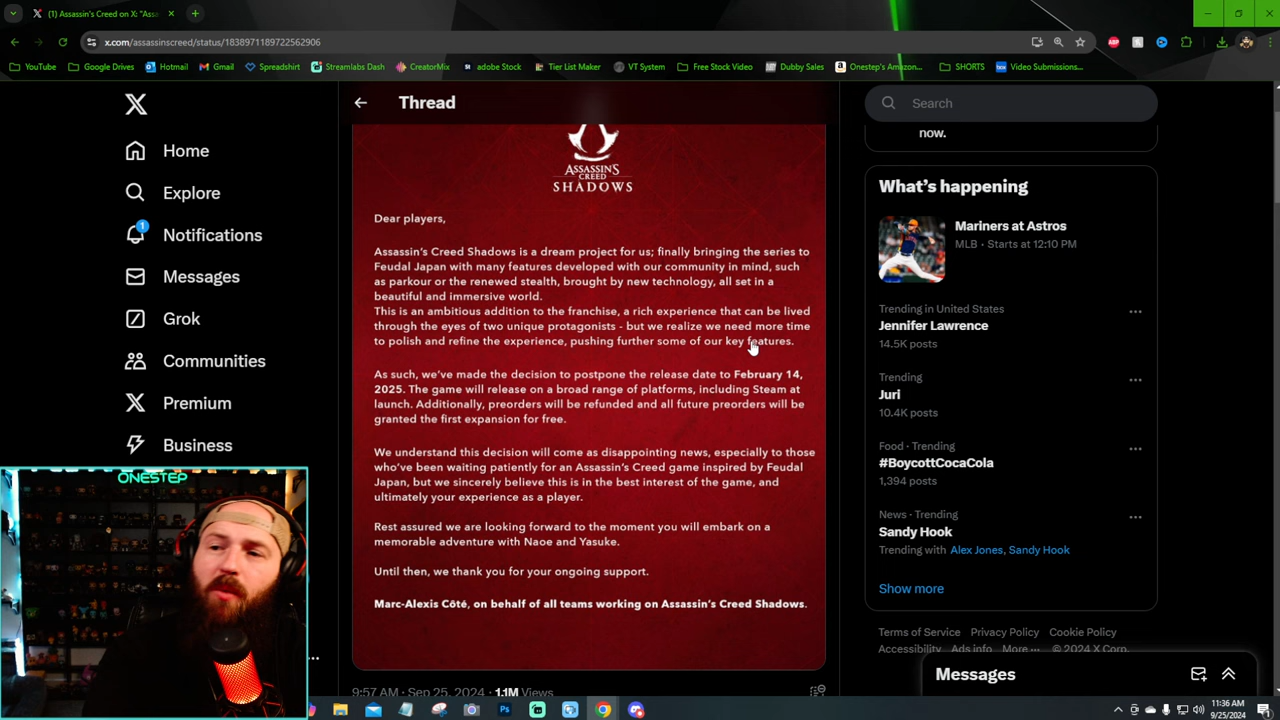 (1) Assassin's Creed on X: "Assa
x.com/assassinscreed/status/1838971189722562906
YouTube
Google Drives
Hotmail
Gmail
Spreadshirt
Streamlabs Dash
CreatorMix
St adobe Stock
Tier List Maker
VT System
Free Stock Video
Dubby Sales
Onestep's Amazon...
SHORTS
Video Submissions...
Home
Explore
1
Notifications
Messages
Grok
Communities
Premium
Business
Thread
ASSASSIN'S
CREED
SHADOWS
Dear players,
Assassin's Creed Shadows is a dream project for us; finally bringing the series to
Feudal Japan with many features developed with our community in mind, such
as parkour or the renewed stealth, brought by new technology, all set in a
beautiful and immersive world.
This is an ambitious addition to the franchise, a rich experience that can be lived
through the eyes of two unique protagonists - but we realize we need more time
to polish and refine the experience, pushing further some of our key features.
As such, we've made the decision to postpone the release date to February 14,
2025. The game will release on a broad range of platforms, including Steam at
launch. Additionally, preorders will be refunded and all future preorders will be
granted the first expansion for free.
We understand this decision will come as disappointing news, especially to those
who've been waiting patiently for an Assassin's Creed game inspired by Feudal
Japan, but we sincerely believe this is in the best interest of the game, and
ultimately your experience as a player.
Rest assured we are looking forward to the moment you will embark on a
memorable adventure with Naoe and Yasuke.
Until then, we thank you for your ongoing support.
Marc-Alexis Côté, on behalf of all teams working on Assassin's Creed Shadows.
9:57 AM · Sep 25, 2024 · 1.1M Views
Search
now.
What's happening
Mariners at Astros
MLB · Starts at 12:10 PM
Trending in United States
Jennifer Lawrence
14.5K posts
Trending
Juri
10.4K posts
Food · Trending
#BoycottCocaCola
1,394 posts
News · Trending
Sandy Hook
Trending with Alex Jones, Sandy Hook
Show more
Terms of Service Privacy Policy Cookie Policy
Accessibility Ads info More ··· © 2024 X Corp.
Messages
ONESTEP
11:36 AM
9/25/2024